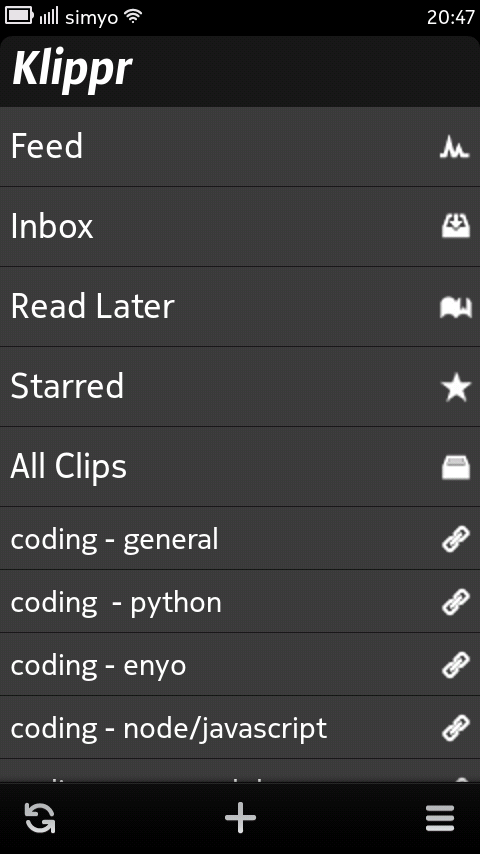 simyo 20:47
Klippr
Feed
Inbox
Read Later
Starred
All Clips
coding - general
coding  - python
coding - enyo
coding - node/javascript